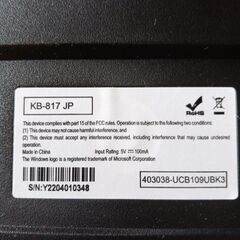 KB-817 JP
RoHS
This device complies with part 15 of the FCC rules. Operation is subject to the following two conditions.
(1) This device may not cause harmful interference, and
(2) This device must accept any interference received, including interference that may cause undesired
operation.
Made in China Input Rating: 5V 100mA
The Windows logo is a registered trademark of Microsoft Corporation
S/N:Y2204010348
403038-UCB109UBK3